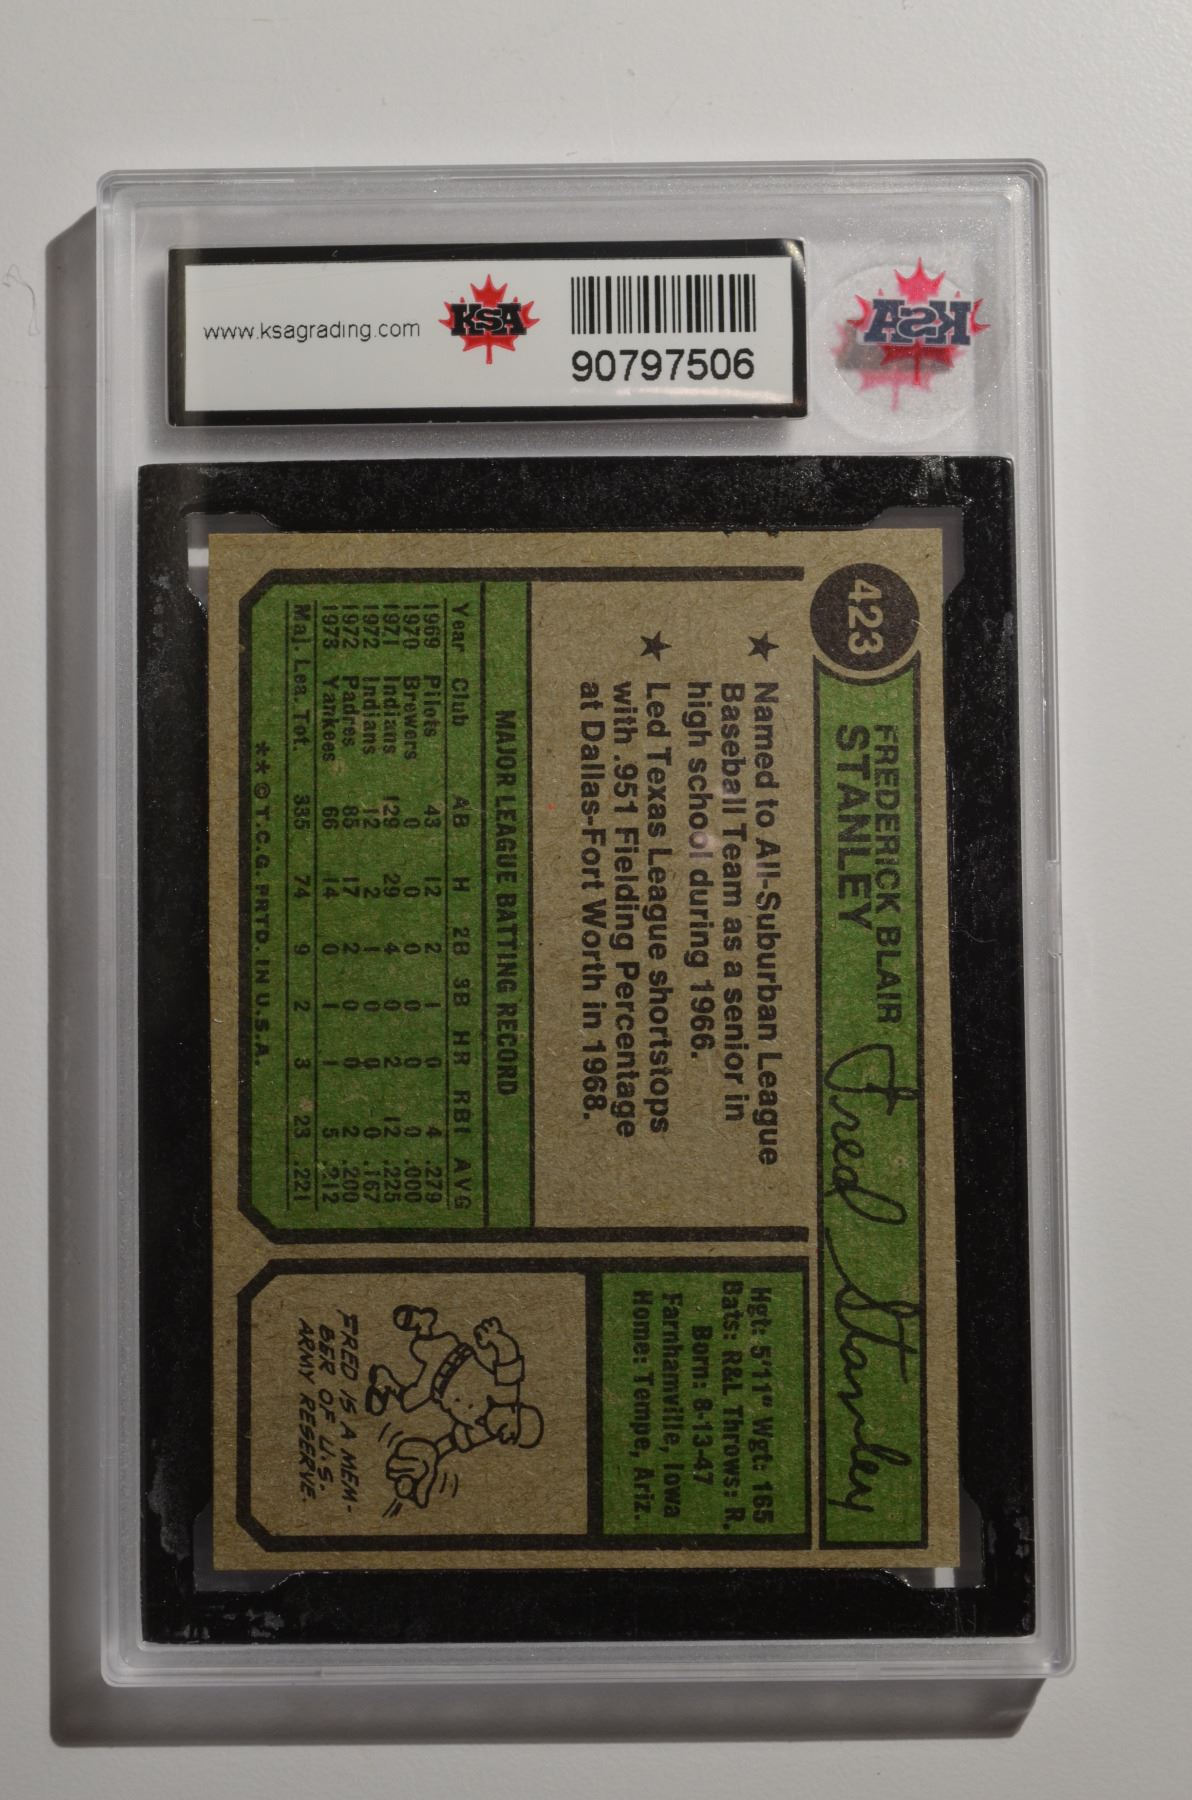 www.ksagrading.com
KSA
90797506
KSA
423
FREDERICK BLAIR
STANLEY
Fred Stanley
★ Named to All-Suburban League
Baseball Team as a senior in
high school during 1966.
★ Led Texas League shortstops
with .951 Fielding Percentage
at Dallas-Fort Worth in 1968.
MAJOR LEAGUE BATTING RECORD
Year Club AB H 2B SB HR RBI AVG
1969 Pilots 43 12 2 1 0 4 .279
1970 Brewers 0 0 0 0 0 0 .000
1971 Indians 129 29 4 0 2 12 .225
1972 Indians 12 2 1 0 0 0 .167
1972 Padres 85 17 2 0 0 2 .200
1973 Yankees 66 14 0 1 1 5 .212
Maj. Lea. Tot. 335 74 9 2 3 23 .221
** © T.C.G. PRTD. IN U.S.A.
Hgt: 5'11" Wgt: 165
Bats: R&L Throws: R.
Born: 8-13-47
Farnhamville, Iowa
Home: Tempe, Ariz.
FRED IS A MEM-
BER OF U.S.
ARMY RESERVE.